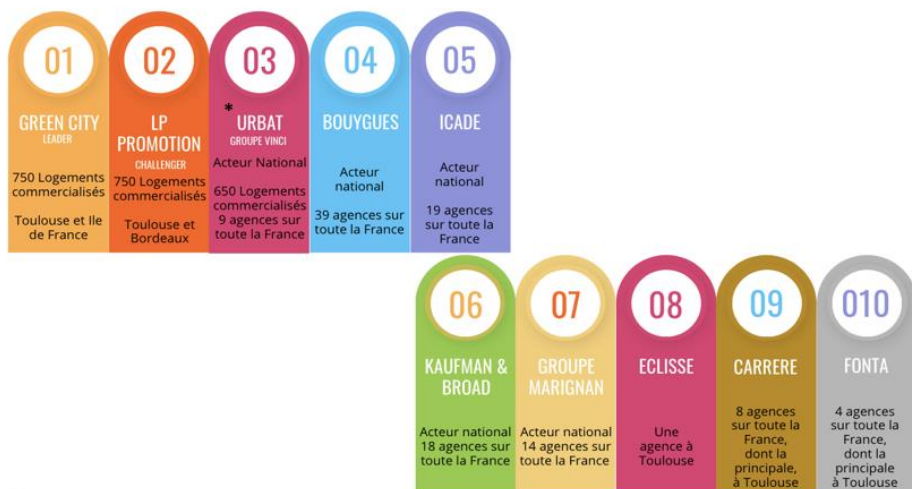 01
GREEN CITY
LEADER
750 Logements
commercialisés
Toulouse et Ile
de France
02
LP
PROMOTION
CHALLENGER
750 Logements
commercialisés
Toulouse et
Bordeaux
03
*
URBAT
GROUPE VINCI
Acteur National
650 Logements
commercialisés
9 agences sur
toute la France
04
BOUYGUES
Acteur
national
39 agences sur
toute la France
05
ICADE
Acteur
national
19 agences
sur toute la
France
06
KAUFMAN &
BROAD
Acteur national
18 agences sur
toute la France
07
GROUPE
MARIGNAN
Acteur national
14 agences sur
toute la France
08
ECLISSE
Une
agence à
Toulouse
09
CARRERE
8 agences
sur toute la
France,
dont la
principale,
à Toulouse
010
FONTA
4 agences
sur toute la
France,
dont la
principale
à Toulouse